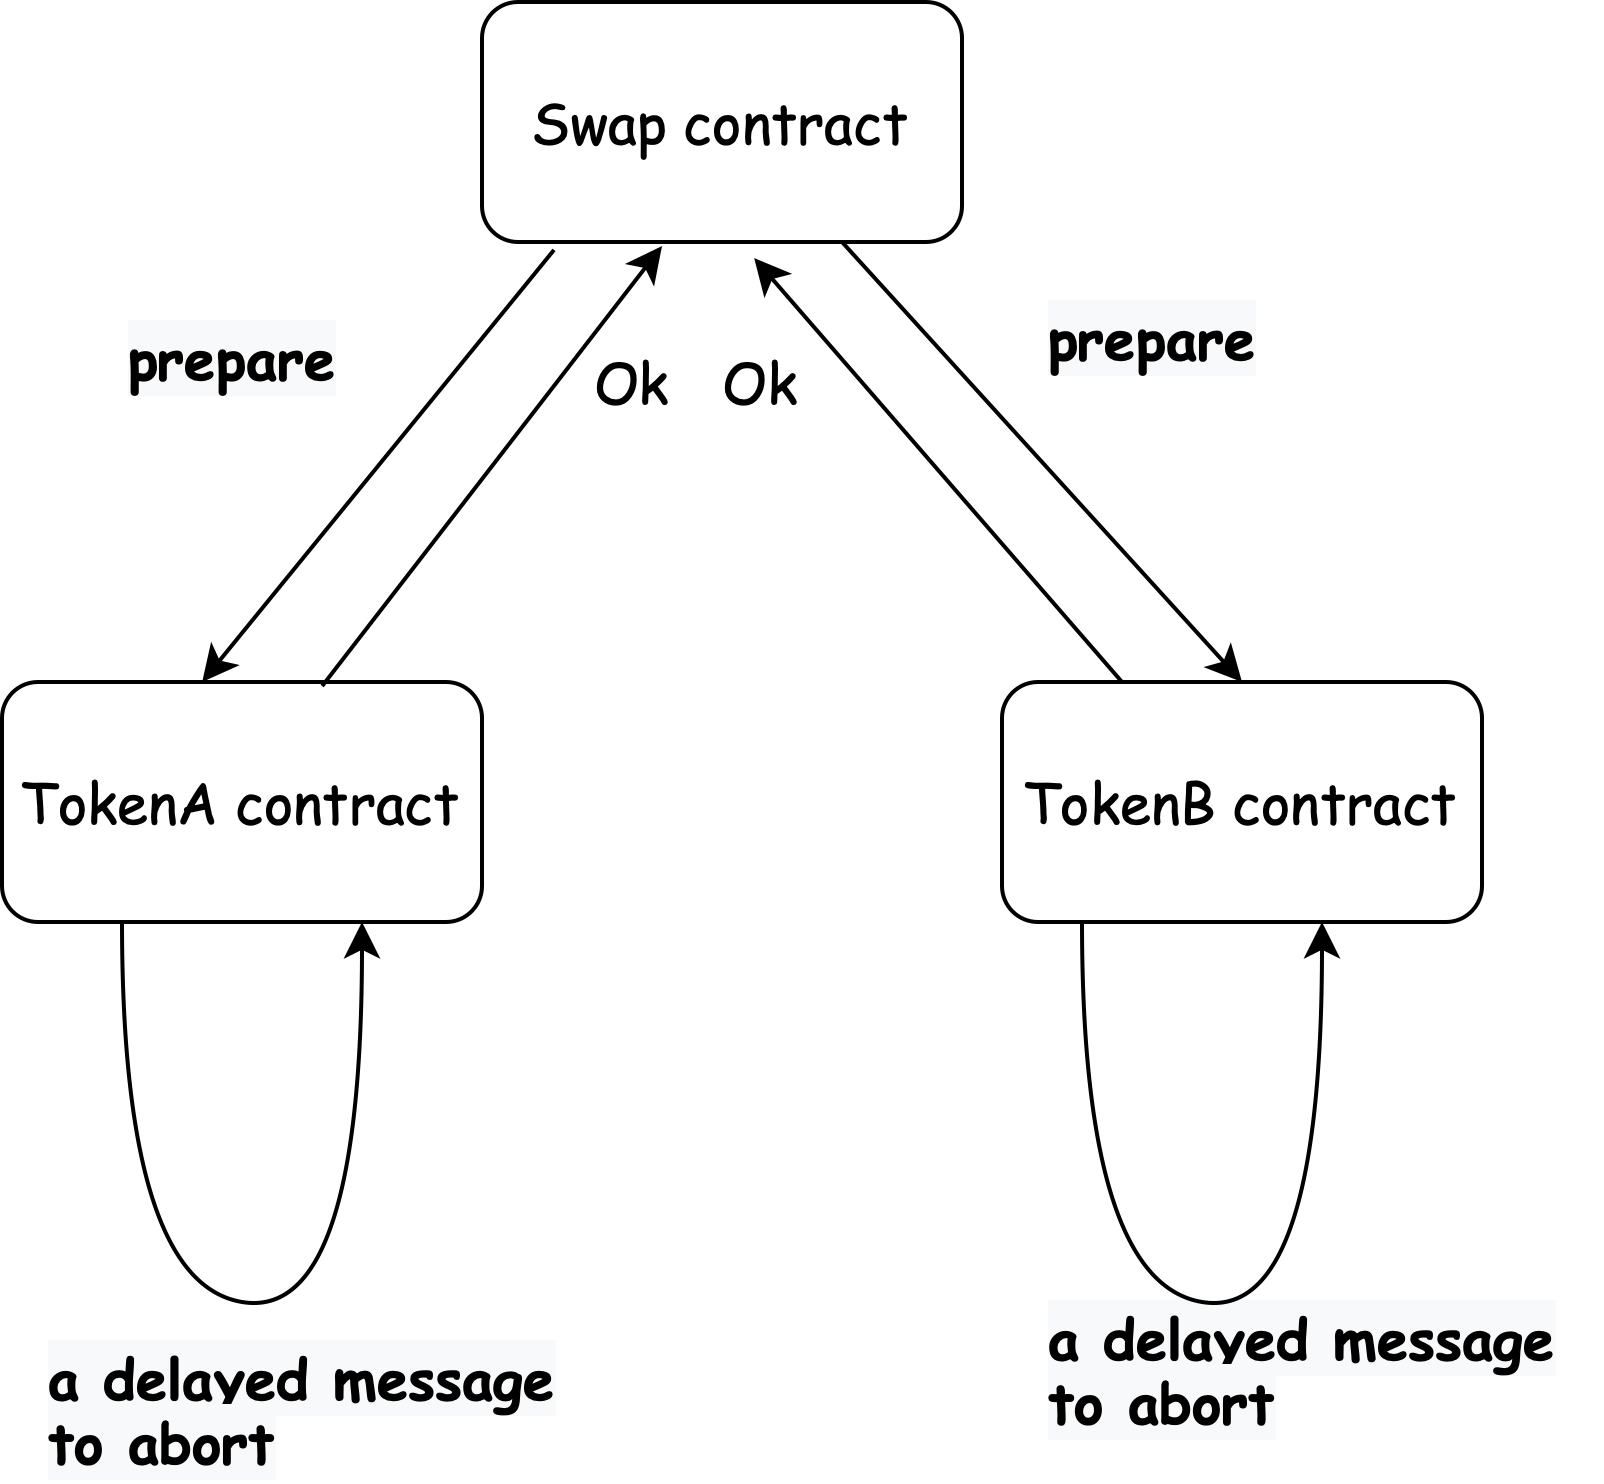 Swap contract
prepare
prepare
Ok
Ok
TokenA contract
TokenB contract
a delayed message
to abort
a delayed message
to abort